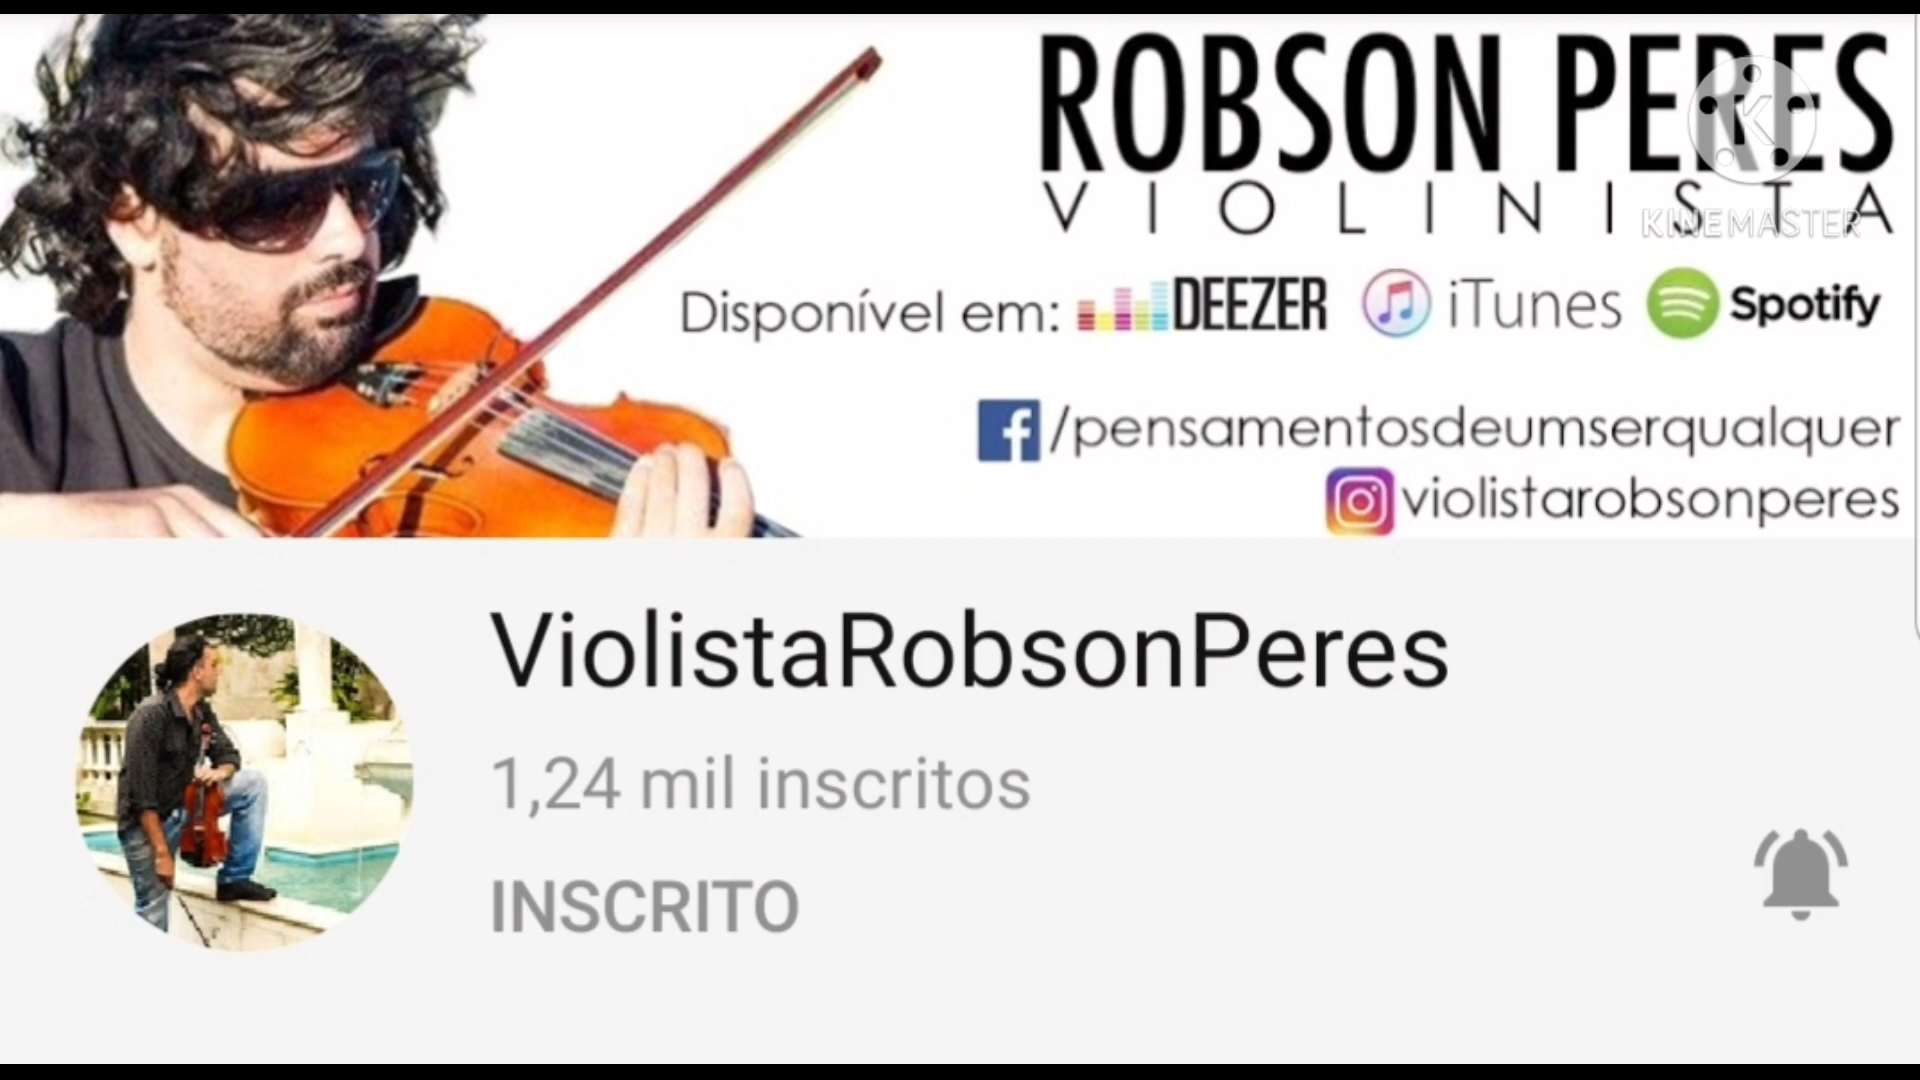 ROBSON PERES
VIOLINISTA
KINEMASTER
Disponível em: DEEZER iTunes Spotify
/pensamentosdeumserqualquer
violistarobsonperes
ViolistaRobsonPeres
1,24 mil inscritos
INSCRITO